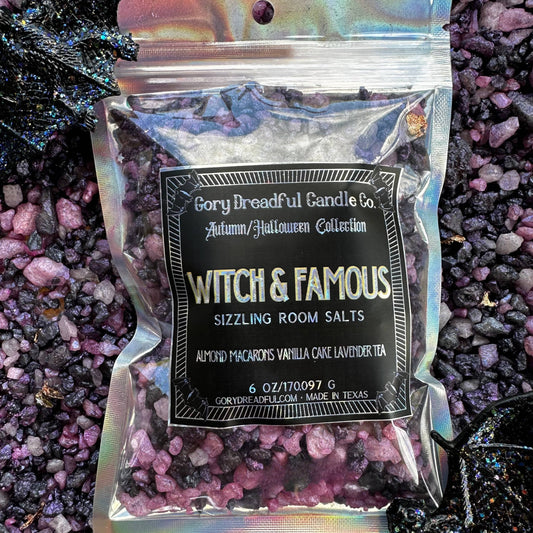 Gory Dreadful Candle Co.
Autumn/Halloween Collection
WITCH & FAMOUS
SIZZLING ROOM SALTS
ALMOND MACARONS VANILLA CAKE LAVENDER TEA
6 OZ/170.097 G
GORYDREADFUL.COM · MADE IN TEXAS